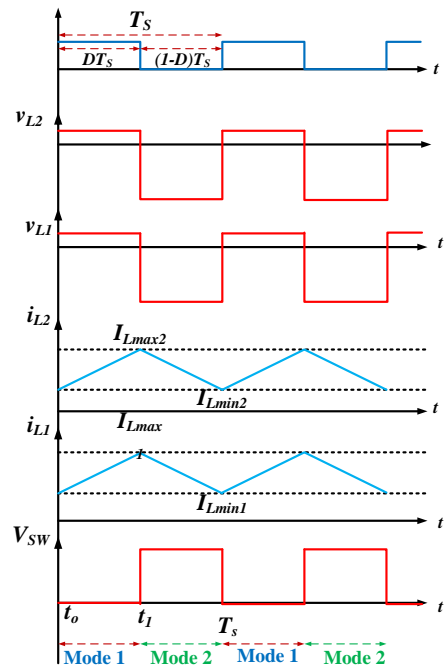 T_S
DT_S (1-D)T_S
t
v_L2
t
v_L1
t
i_L2
I_Lmax2
I_Lmin2
t
I_Lmax
i_L1
1
I_Lmin1
t
V_SW
t_o t_1 T_s t
Mode 1 Mode 2 Mode 1 Mode 2